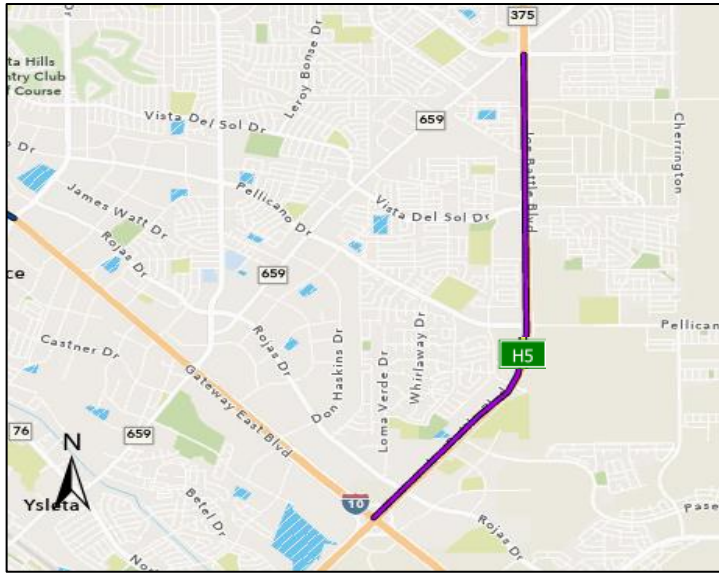 375
ta Hills
ntry Club
f Course
Leroy Bonse Dr
659
Vista Del Sol Dr
Joe Battle Blvd
Cherrington
o Dr
James Watt Dr
Pellicano Dr
Vista Del Sol Dr
Rojas Dr
ce
659
Pellican
Castner Dr
Rojas Dr
Don Haskins Dr
Loma Verde Dr
Whirlaway Dr
H5
Gateway East Blvd
76
659
N
Ysleta
Betel Dr
10
Rojas Dr
Pase
Nor